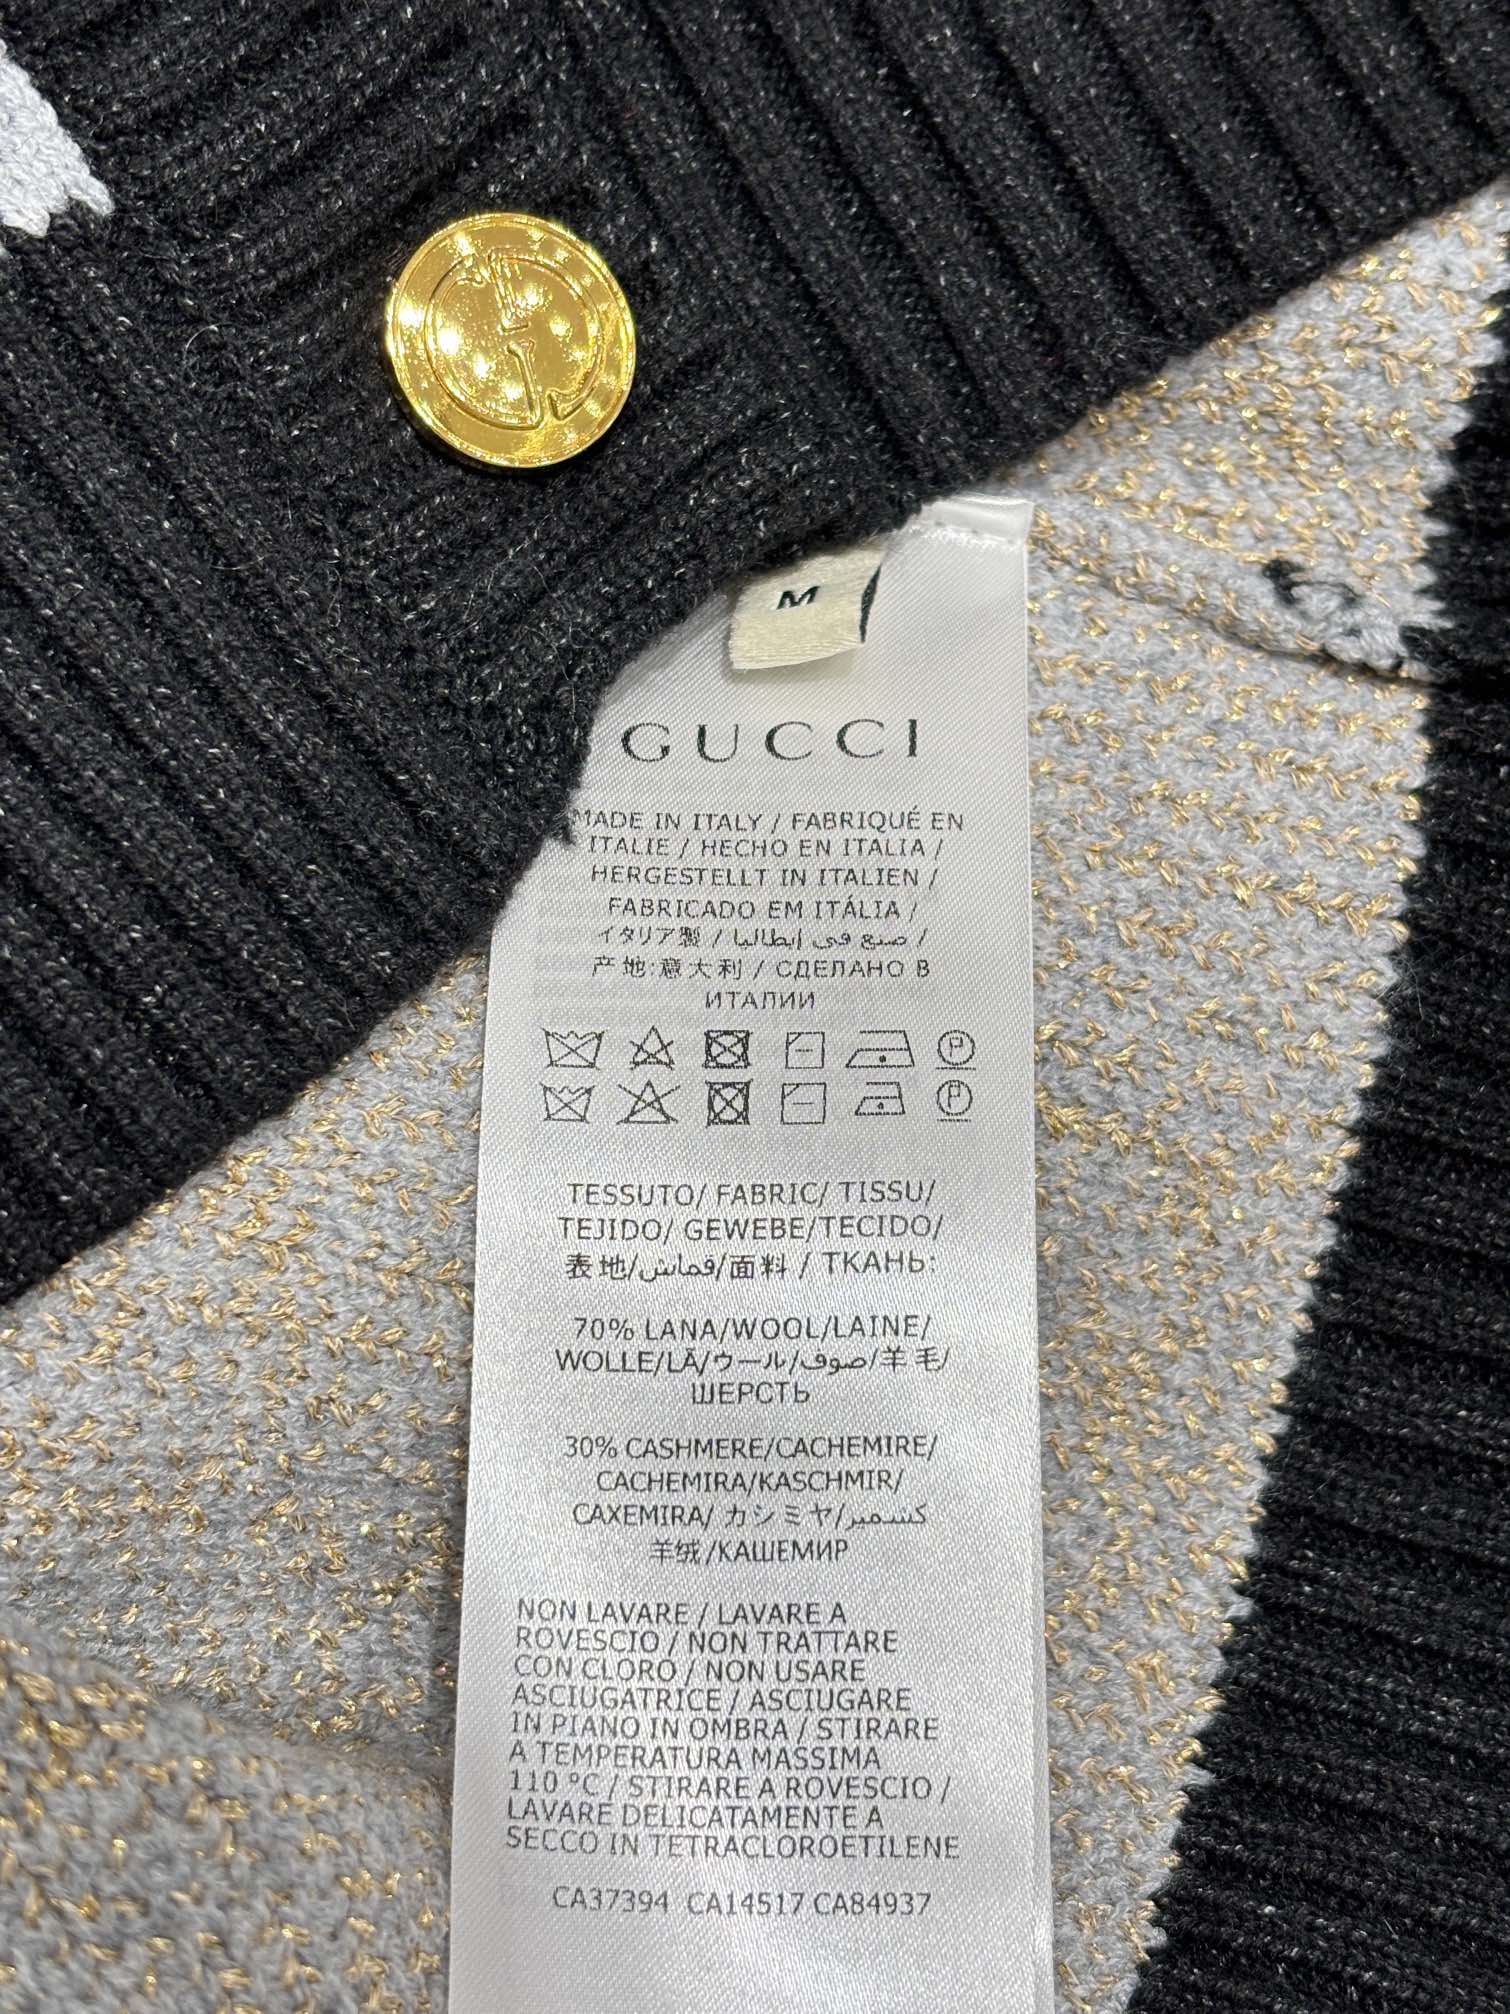 M
GUCCI
MADE IN ITALY / FABRIQUÉ EN
ITALIE / HECHO EN ITALIA /
HERGESTELLT IN ITALIEN /
FABRICADO EM ITÁLIA /
イタリア製 / صنع في إيطاليا /
产地:意大利 / СДЕЛАНО В
ИТАЛИИ
TESSUTO/ FABRIC/ TISSU/
TEJIDO/ GEWEBE/TECIDO/
表地/قماش/面料 / ТКАНЬ:
70% LANA/WOOL/LAINE/
WOLLE/LÃ/ウール/صوف/羊毛/
ШЕРСТЬ
30% CASHMERE/CACHEMIRE/
CACHEMIRA/KASCHMIR/
CAXEMIRA/ カシミヤ/كشمير
羊绒/КАШЕМИР
NON LAVARE / LAVARE A
ROVESCIO / NON TRATTARE
CON CLORO / NON USARE
ASCIUGATRICE / ASCIUGARE
IN PIANO IN OMBRA / STIRARE
A TEMPERATURA MASSIMA
110 °C / STIRARE A ROVESCIO /
LAVARE DELICATAMENTE A
SECCO IN TETRACLOROETILENE
CA37394 CA14517 CA84937